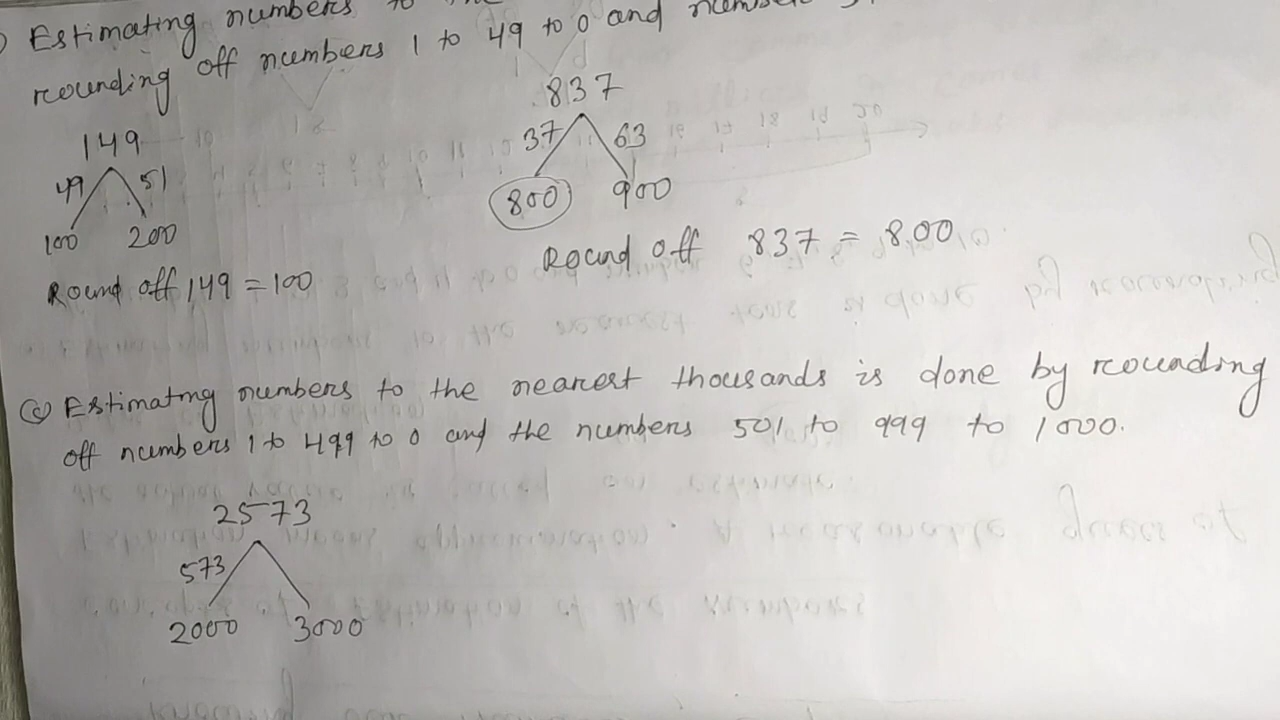 Estimating numbers to the
rounding off numbers 1 to 49 to 0 and
149
49 51
100 200
Round off 149 = 100
837
37 63
800 900
Round off 837 = 800
(c) Estimating numbers to the nearest thousands is done by rounding
off numbers 1 to 499 to 0 and the numbers 501 to 999 to 1000.
2573
573
2000 3000